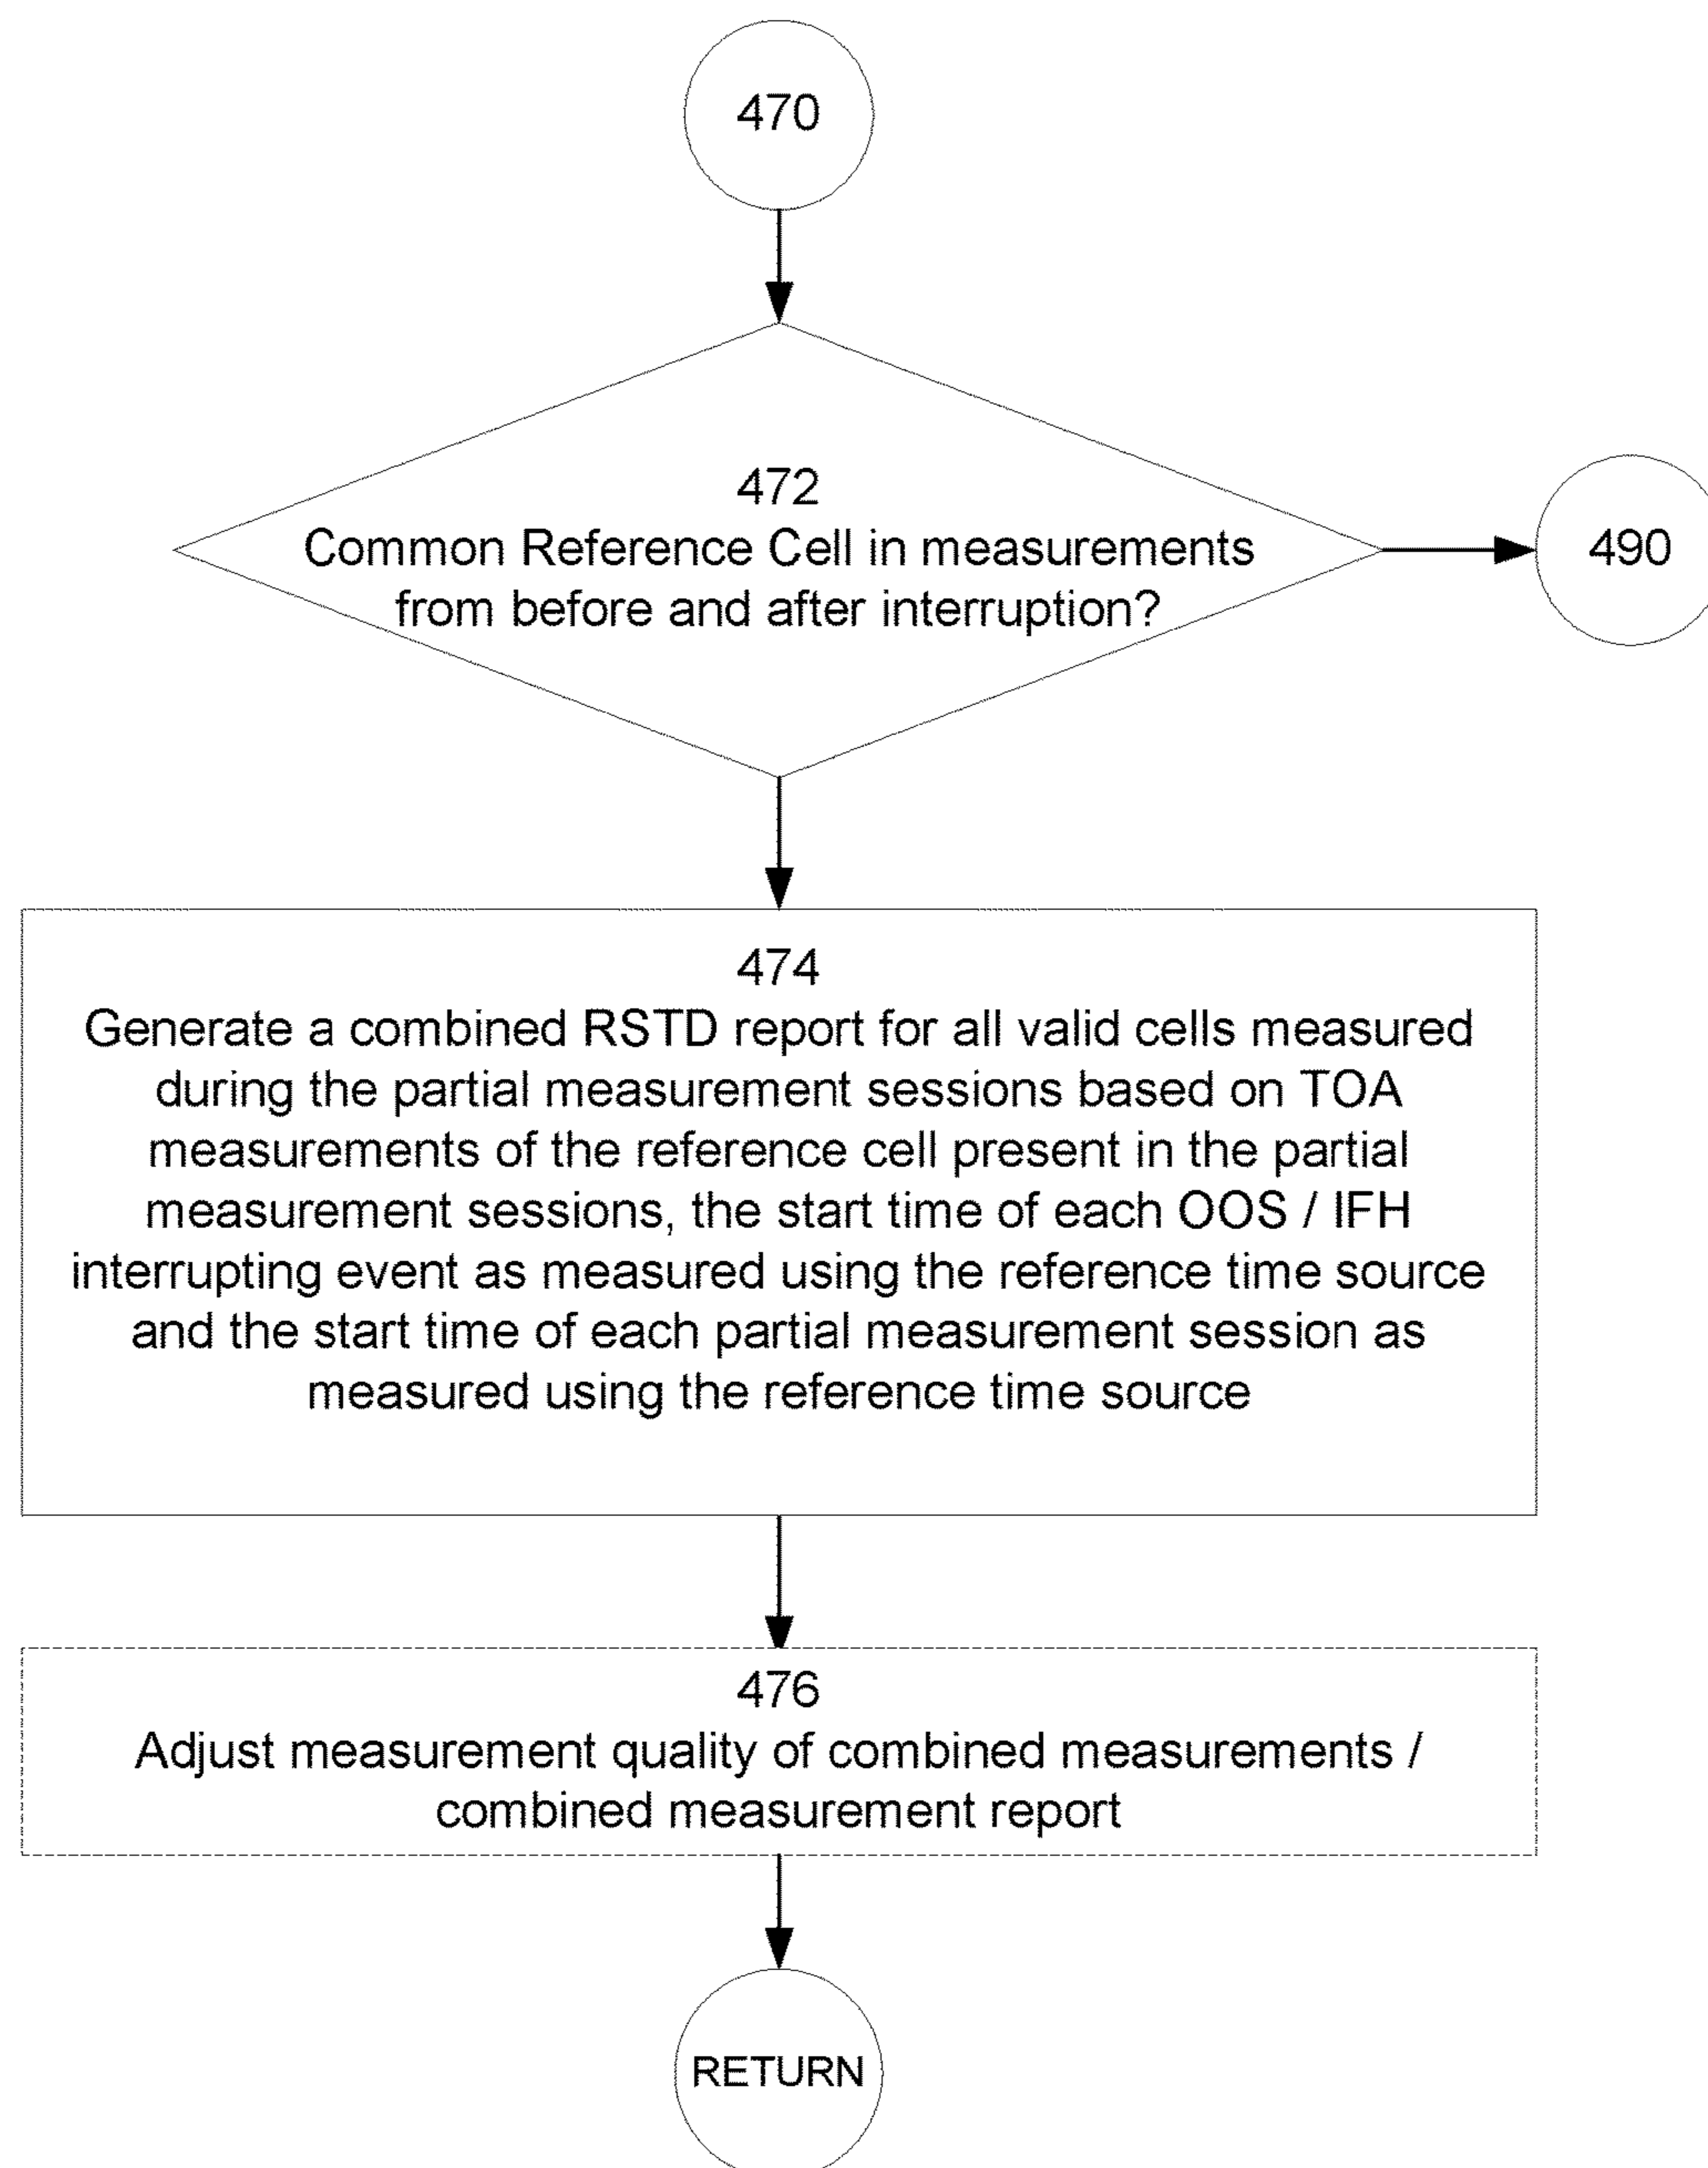 470
472
Common Reference Cell in measurements
from before and after interruption?
490
474
Generate a combined RSTD report for all valid cells measured
during the partial measurement sessions based on TOA
measurements of the reference cell present in the partial
measurement sessions, the start time of each OOS / IFH
interrupting event as measured using the reference time source
and the start time of each partial measurement session as
measured using the reference time source
476
Adjust measurement quality of combined measurements /
combined measurement report
RETURN